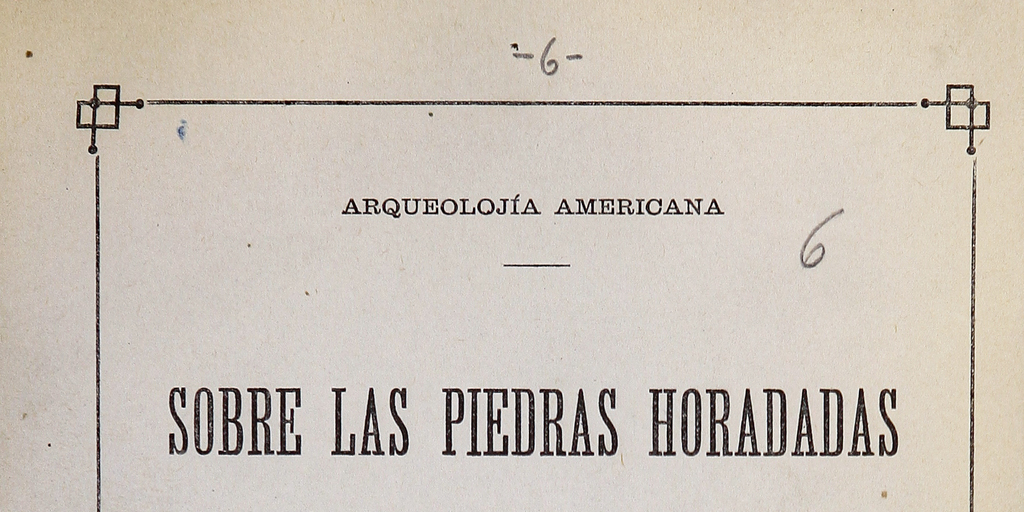 -6-
ARQUEOLOJÍA AMERICANA
6
SOBRE LAS PIEDRAS HORADADAS